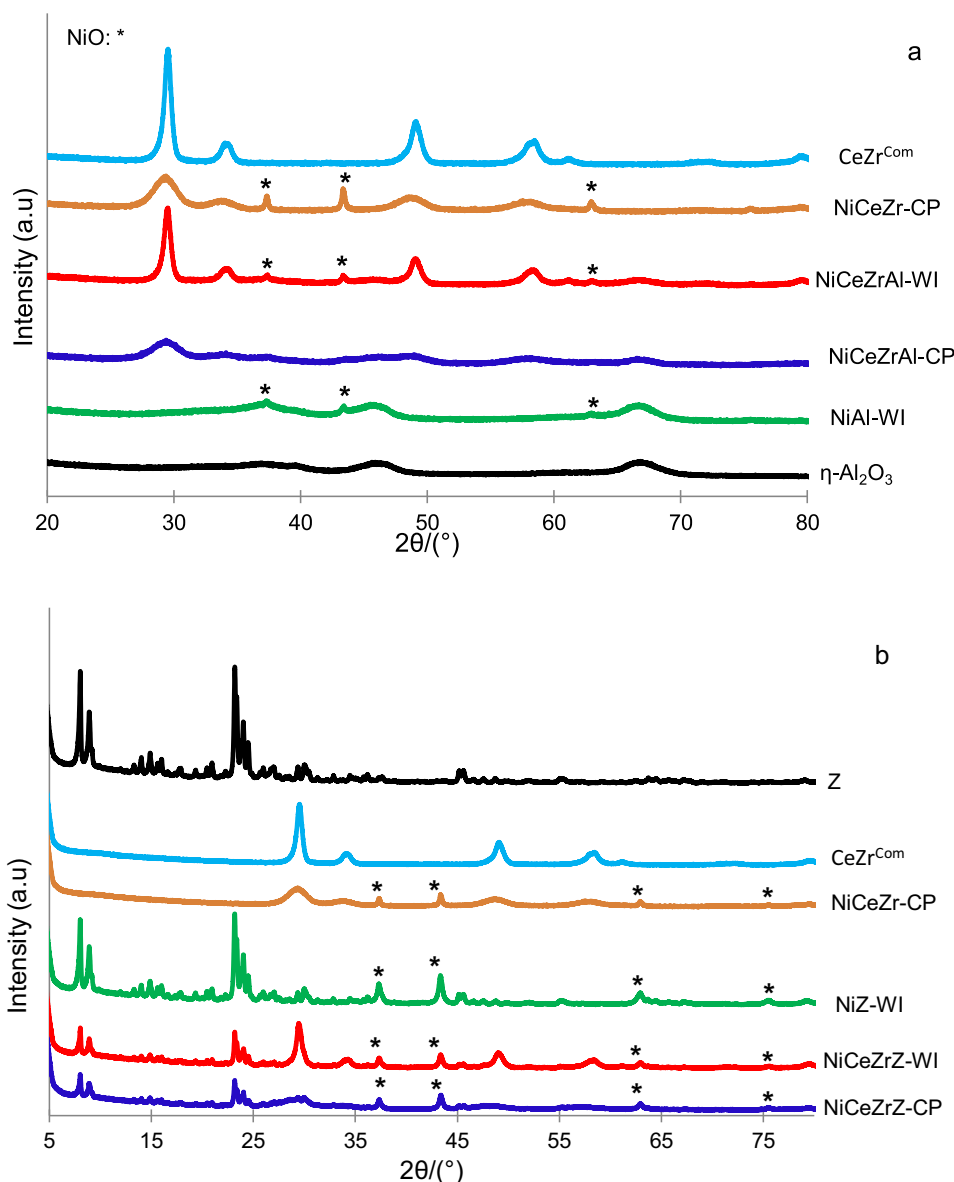 NiO: *
a
CeZr^Com
* * *
NiCeZr-CP
* * *
NiCeZrAl-WI
NiCeZrAl-CP
* * *
NiAl-WI
η-Al₂O₃
Intensity (a.u)
20 30 40 50 60 70 80
2θ/(°)
b
Z
CeZr^Com
* * * *
NiCeZr-CP
* * * *
NiZ-WI
* * * *
NiCeZrZ-WI
* * * *
NiCeZrZ-CP
Intensity (a.u)
5 15 25 35 45 55 65 75
2θ/(°)